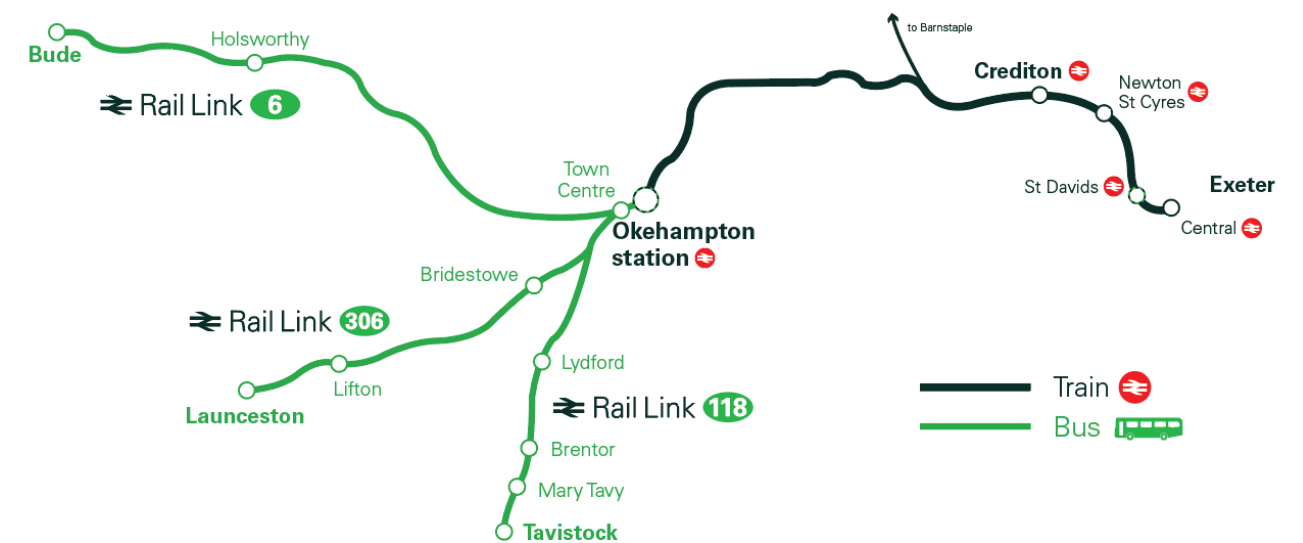 Bude
Holsworthy
Rail Link 6
to Barnstaple
Crediton
Newton
St Cyres
Town
Centre
St Davids
Exeter
Central
Okehampton
station
Bridestowe
Rail Link 306
Lifton
Launceston
Lydford
Rail Link 118
Brentor
Mary Tavy
Tavistock
Train
Bus